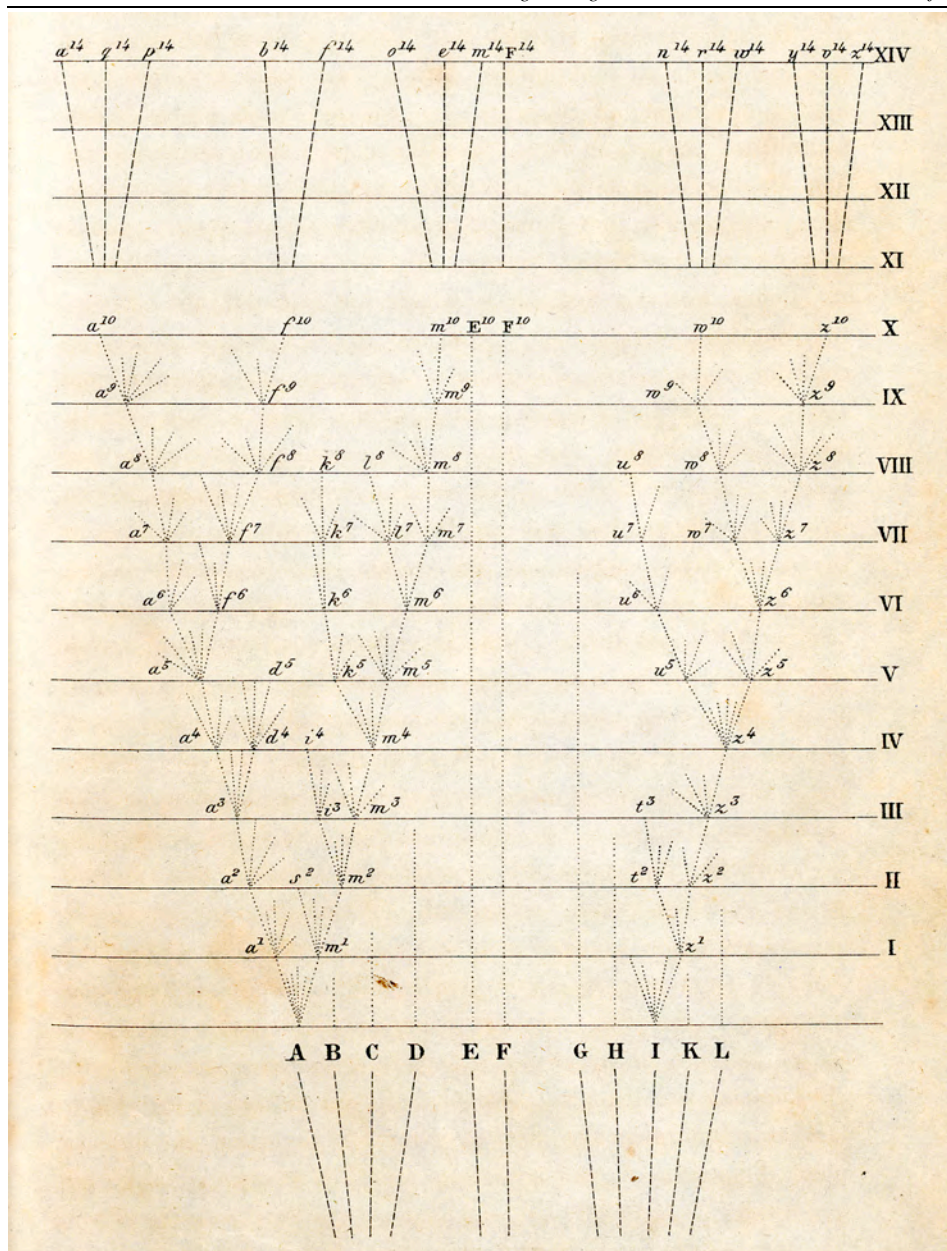 a¹⁴ q¹⁴ p¹⁴ b¹⁴ f¹⁴ o¹⁴ e¹⁴ m¹⁴ F¹⁴ n¹⁴ r¹⁴ w¹⁴ y¹⁴ v¹⁴ z¹⁴ XIV
XIII
XII
XI
a¹⁰ f¹⁰ m¹⁰ E¹⁰ F¹⁰ w¹⁰ z¹⁰ X
a⁹ f⁹ m⁹ w⁹ z⁹ IX
a⁸ f⁸ k⁸ l⁸ m⁸ u⁸ w⁸ z⁸ VIII
a⁷ f⁷ k⁷ l⁷ m⁷ u⁷ w⁷ z⁷ VII
a⁶ f⁶ k⁶ m⁶ u⁶ z⁶ VI
a⁵ d⁵ k⁵ m⁵ u⁵ z⁵ V
a⁴ d⁴ i⁴ m⁴ z⁴ IV
a³ i³ m³ t³ z³ III
a² s² m² t² z² II
a¹ m¹ z¹ I
A B C D E F G H I K L